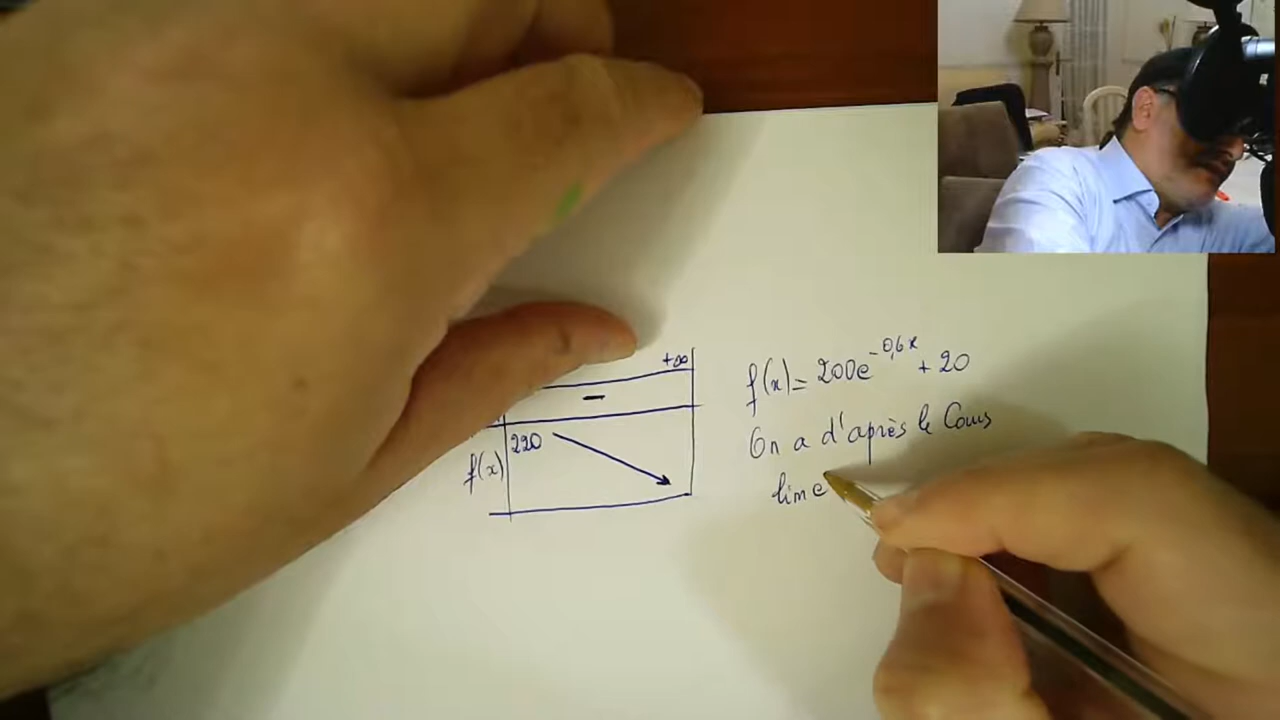 +∞
−
220
f(x)
f(x) = 200e^-0,6x + 20
On a d'après le Cours
lim e